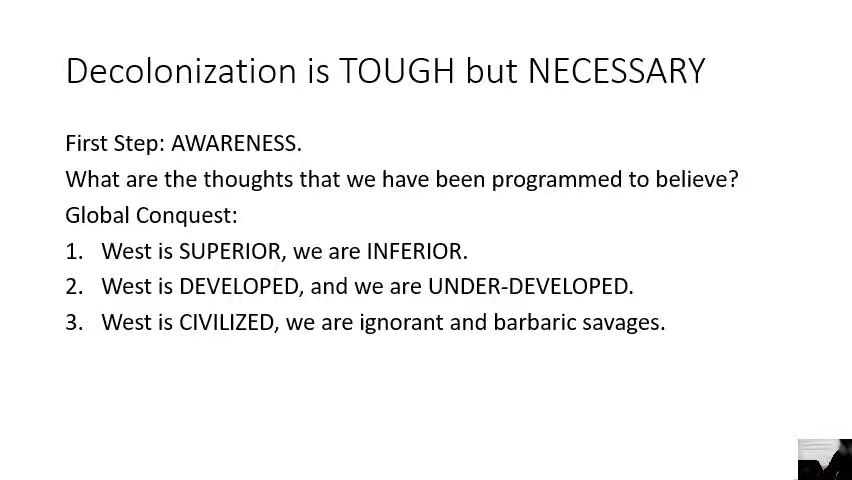 Decolonization is TOUGH but NECESSARY
First Step: AWARENESS.
What are the thoughts that we have been programmed to believe?
Global Conquest:
1. West is SUPERIOR, we are INFERIOR.
2. West is DEVELOPED, and we are UNDER-DEVELOPED.
3. West is CIVILIZED, we are ignorant and barbaric savages.